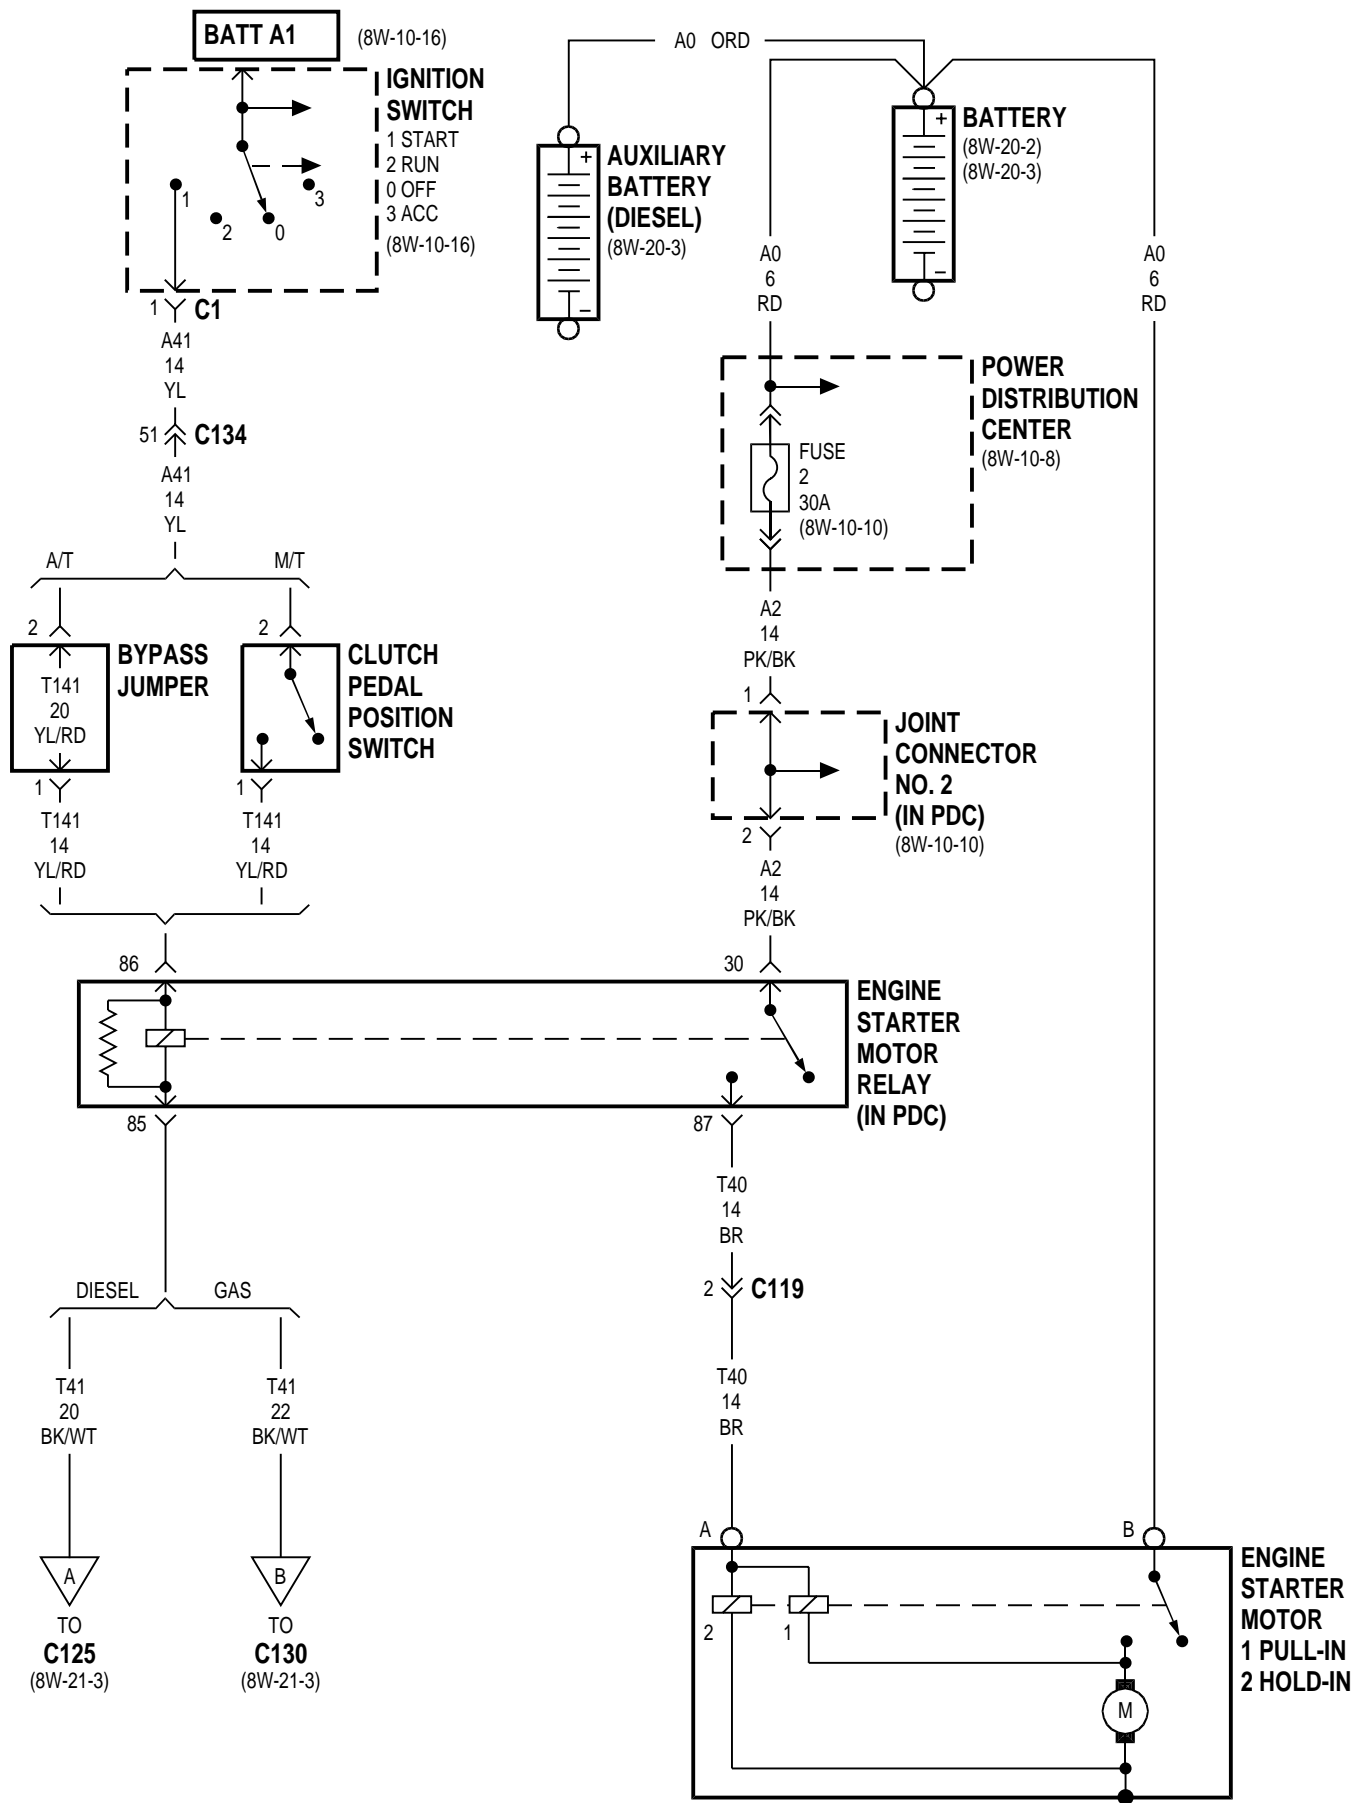 BATT A1
(8W-10-16)
IGNITION
SWITCH
1 START
2 RUN
0 OFF
3 ACC
(8W-10-16)
1
2
0
3
1
C1
A41
14
YL
51
C134
A41
14
YL
A/T
M/T
2
BYPASS
JUMPER
T141
20
YL/RD
1
T141
14
YL/RD
2
CLUTCH
PEDAL
POSITION
SWITCH
1
T141
14
YL/RD
A0 ORD
+
AUXILIARY
BATTERY
(DIESEL)
(8W-20-3)
–
+
BATTERY
(8W-20-2)
(8W-20-3)
–
A0
6
RD
A0
6
RD
POWER
DISTRIBUTION
CENTER
(8W-10-8)
FUSE
2
30A
(8W-10-10)
A2
14
PK/BK
1
JOINT
CONNECTOR
NO. 2
(IN PDC)
(8W-10-10)
2
A2
14
PK/BK
86
30
ENGINE
STARTER
MOTOR
RELAY
(IN PDC)
85
87
T40
14
BR
2
C119
T40
14
BR
DIESEL
GAS
T41
20
BK/WT
T41
22
BK/WT
A
TO
C125
(8W-21-3)
B
TO
C130
(8W-21-3)
A
B
ENGINE
STARTER
MOTOR
1 PULL-IN
2 HOLD-IN
2
1
M